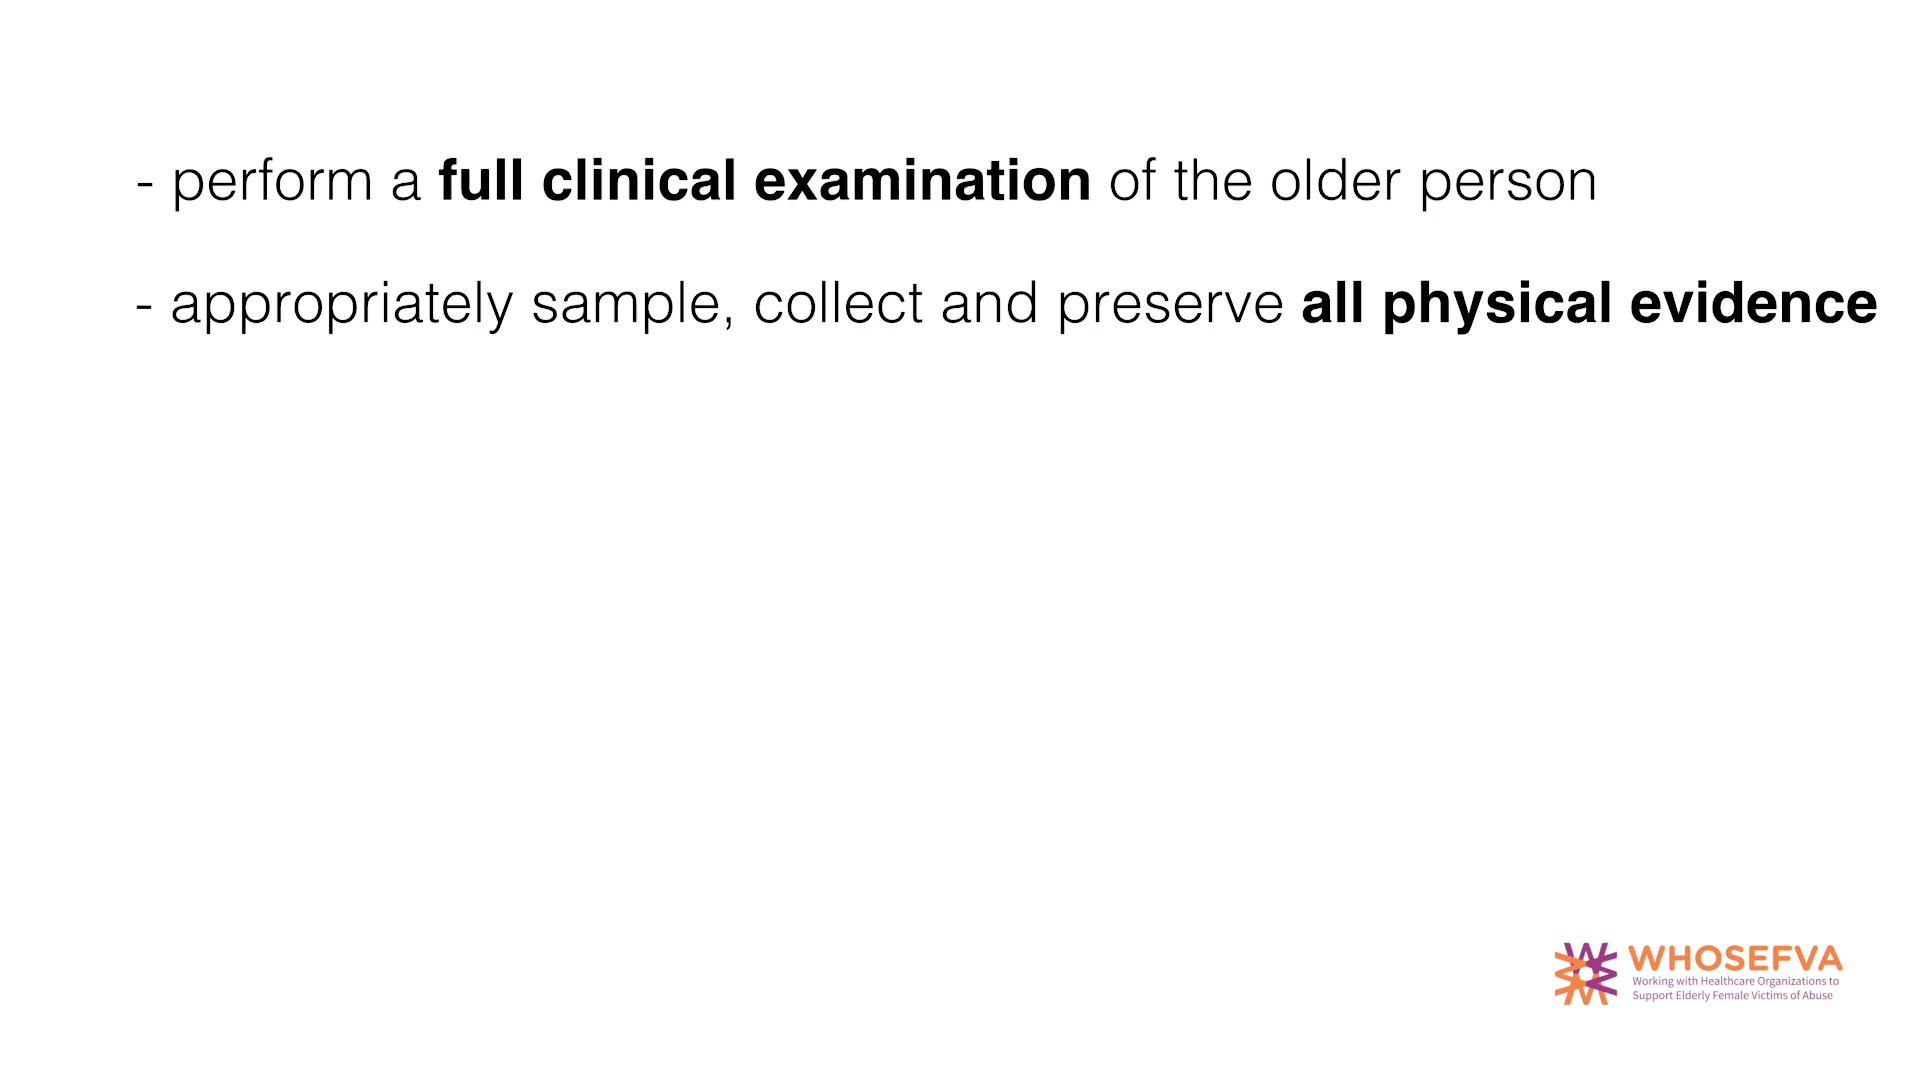 - perform a full clinical examination of the older person
- appropriately sample, collect and preserve all physical evidence
WHOSEFVA
Working with Healthcare Organizations to
Support Elderly Female Victims of Abuse